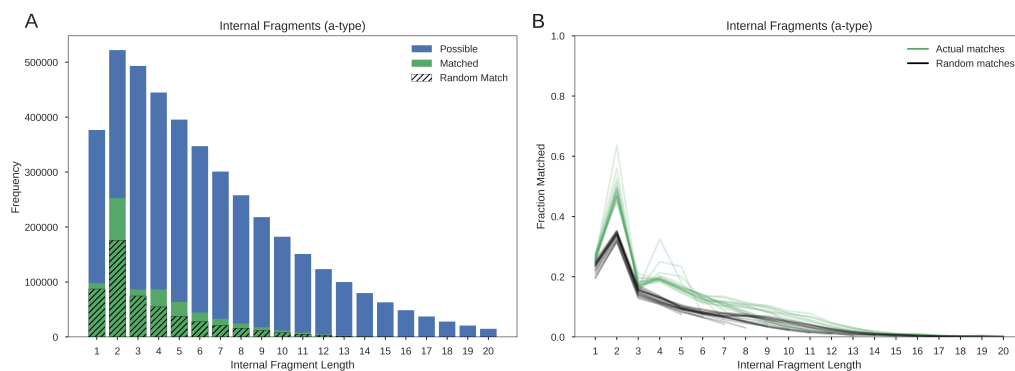 A
Internal Fragments (a-type)
Frequency
500000
400000
300000
200000
100000
0
Possible
Matched
Random Match
1 2 3 4 5 6 7 8 9 10 11 12 13 14 15 16 17 18 19 20
Internal Fragment Length
B
Internal Fragments (a-type)
Fraction Matched
1.0
0.8
0.6
0.4
0.2
0.0
Actual matches
Random matches
1 2 3 4 5 6 7 8 9 10 11 12 13 14 15 16 17 18 19 20
Internal Fragment Length